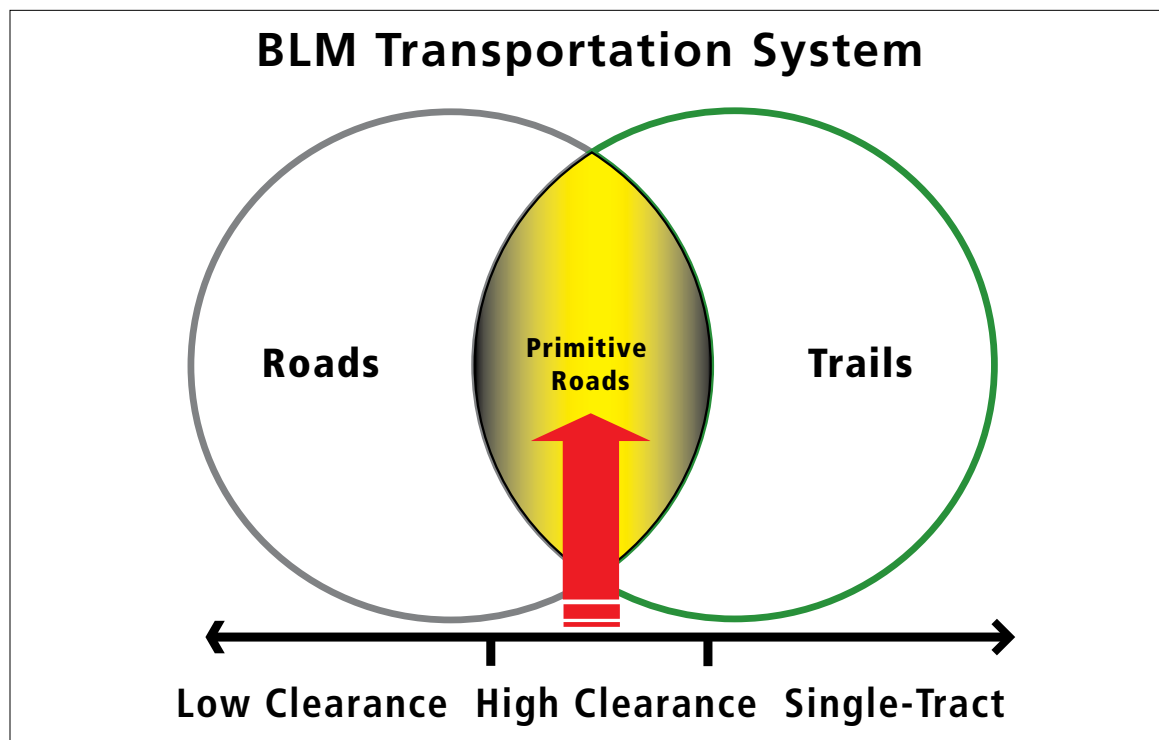 BLM Transportation System
Roads
Primitive
Roads
Trails
Low Clearance
High Clearance
Single-Tract